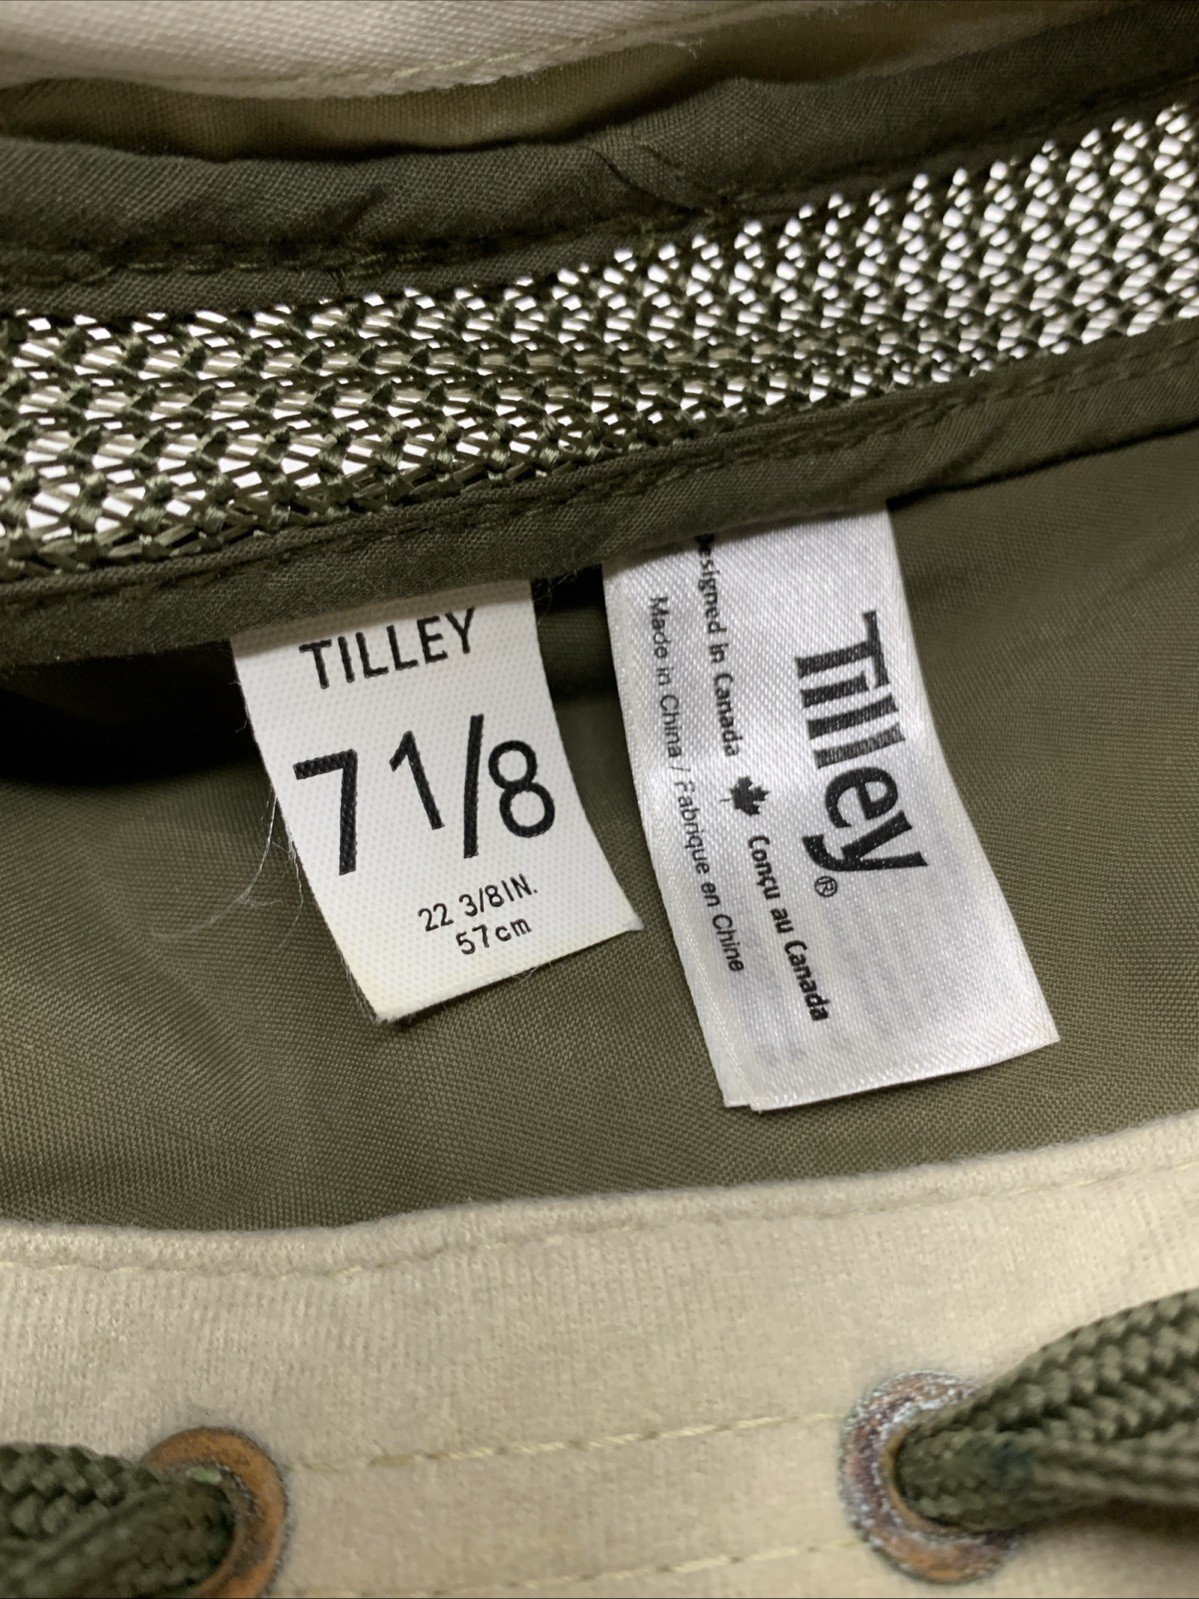 TILLEY
7 1/8
22 3/8IN.
57cm
Tilley®
Designed in Canada 🍁 Conçu au Canada
Made in China / Fabrique en Chine